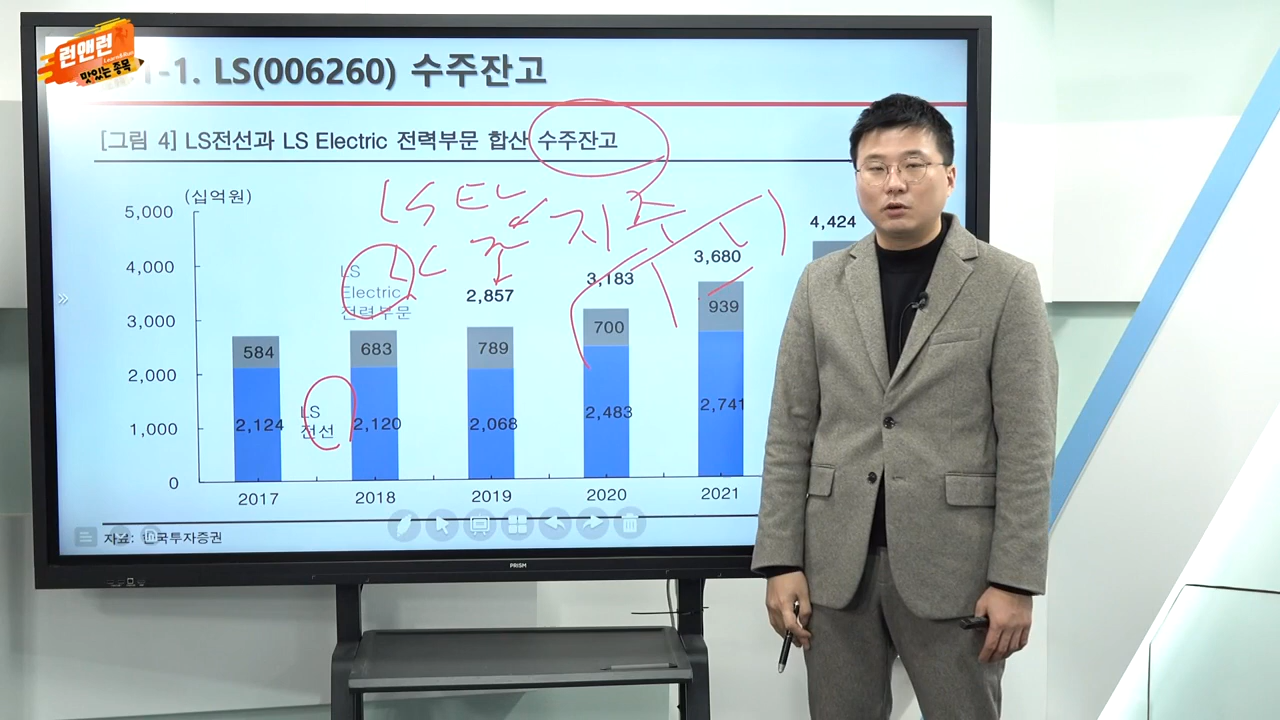 런앤런
맛있는 종목
1-1. LS(006260) 수주잔고
[그림 4] LS전선과 LS Electric 전력부문 합산 수주잔고
(십억원)
5,000
4,000
3,000
2,000
1,000
0
LS
Electric
전력부문
LS
전선
2,857
3,183
3,680
4,424
584
683
789
700
939
2,124
2,120
2,068
2,483
2,741
2017
2018
2019
2020
2021
자료: 한국투자증권
LS
지주
PRISM